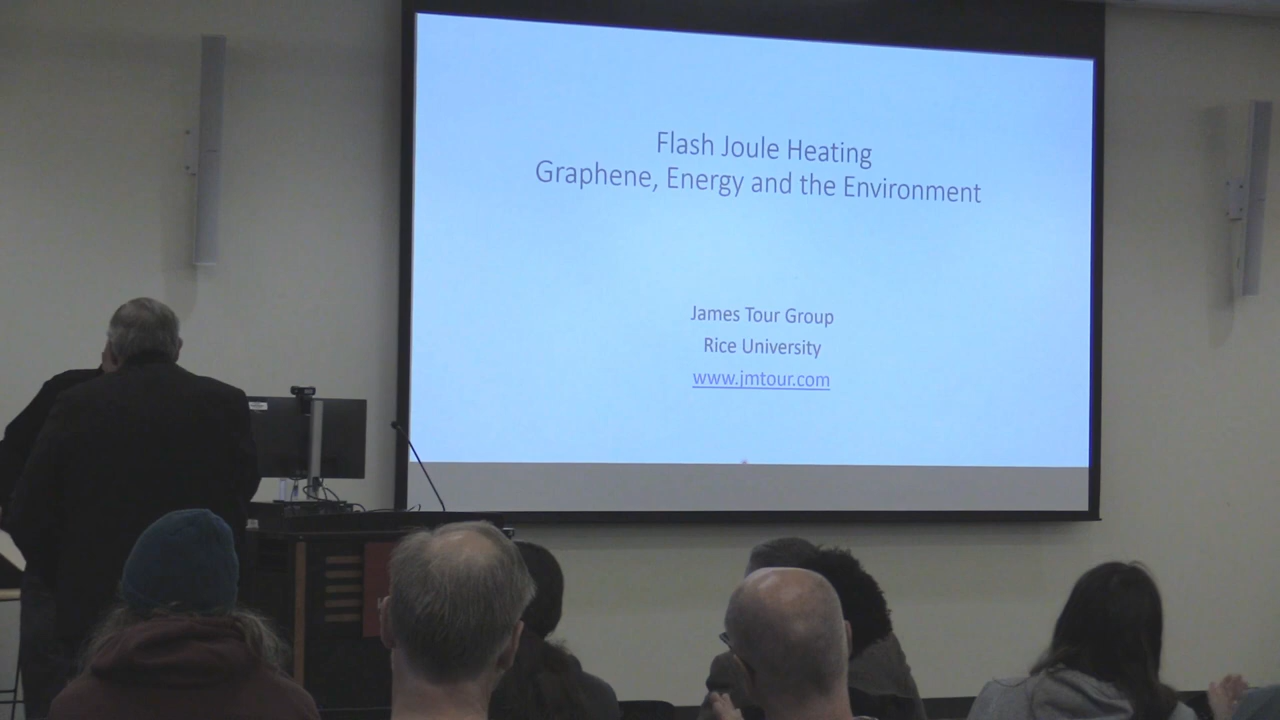 Flash Joule Heating
Graphene, Energy and the Environment
James Tour Group
Rice University
www.jmtour.com